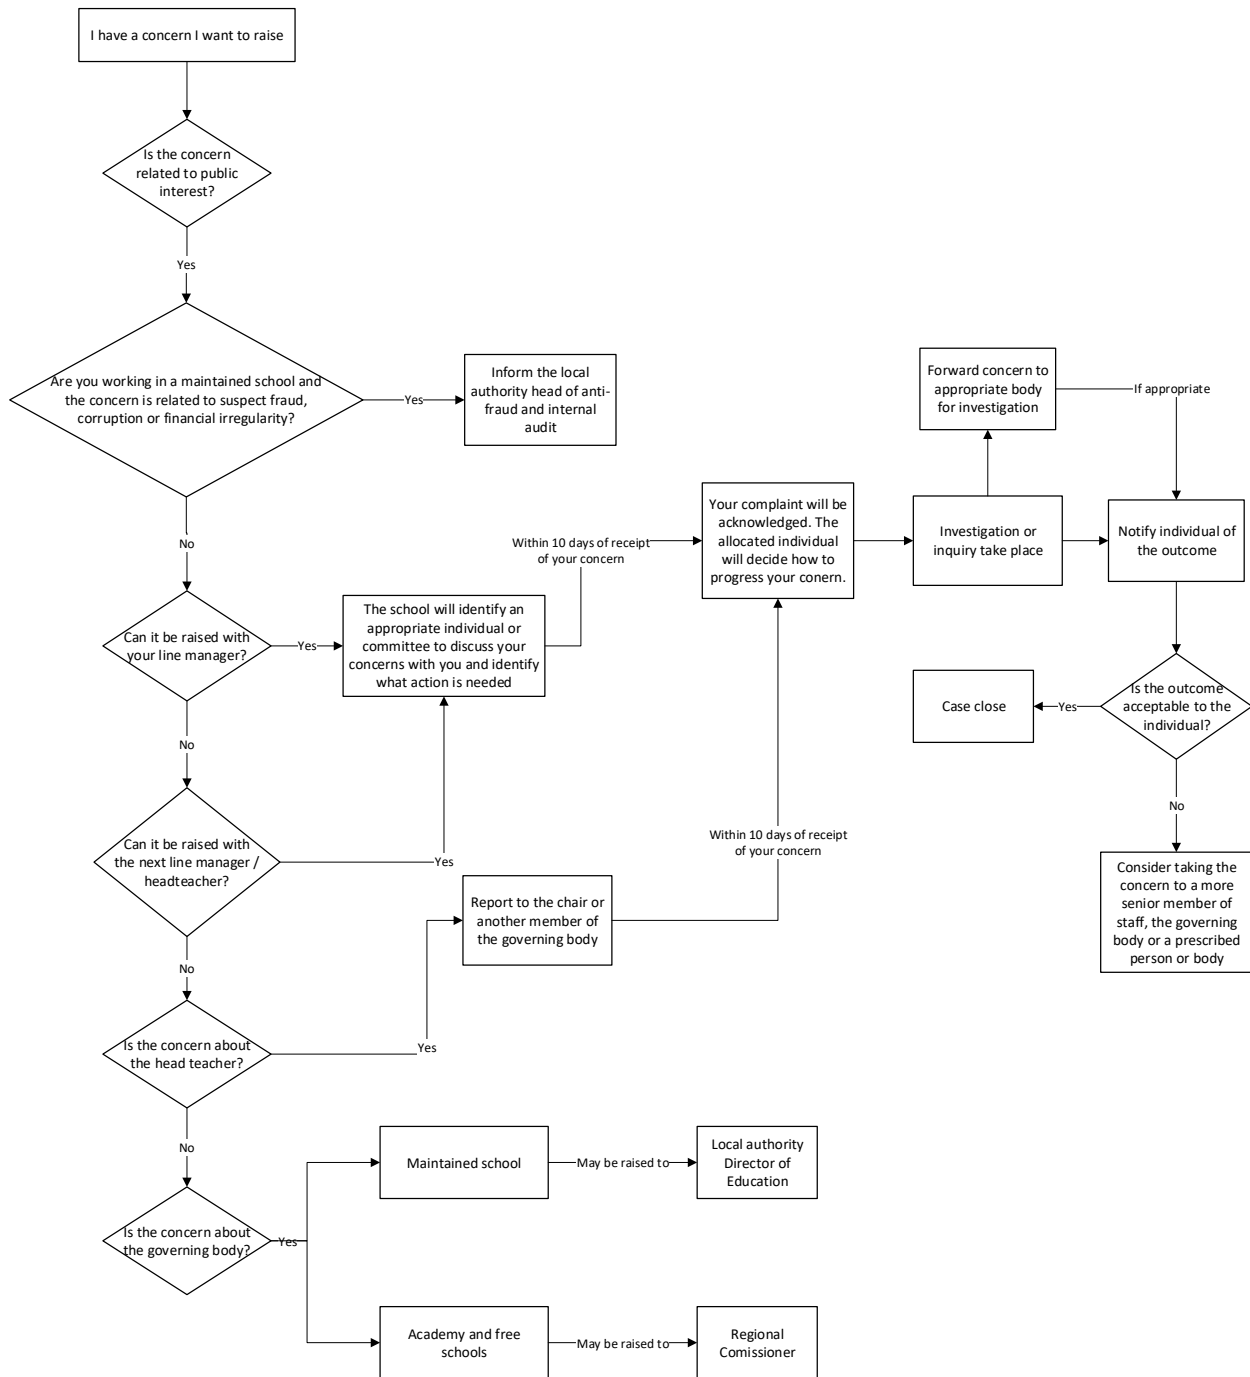 I have a concern I want to raise
Is the concern
related to public
interest?
Yes
Are you working in a maintained school and
the concern is related to suspect fraud,
corruption or financial irregularity?
Yes
Inform the local
authority head of anti-
fraud and internal
audit
No
Can it be raised with
your line manager?
Yes
The school will identify an
appropriate individual or
committee to discuss your
concerns with you and identify
what action is needed
Within 10 days of receipt
of your concern
Your complaint will be
acknowledged. The
allocated individual
will decide how to
progress your conern.
Investigation or
inquiry take place
Forward concern to
appropriate body
for investigation
If appropriate
Notify individual of
the outcome
Is the outcome
acceptable to the
individual?
Yes
Case close
No
Consider taking the
concern to a more
senior member of
staff, the governing
body or a prescribed
person or body
No
Can it be raised with
the next line manager /
headteacher?
Yes
No
Is the concern about
the head teacher?
Yes
Report to the chair or
another member of
the governing body
Within 10 days of receipt
of your concern
No
Is the concern about
the governing body?
Yes
Maintained school
May be raised to
Local authority
Director of
Education
Academy and free
schools
May be raised to
Regional
Comissioner